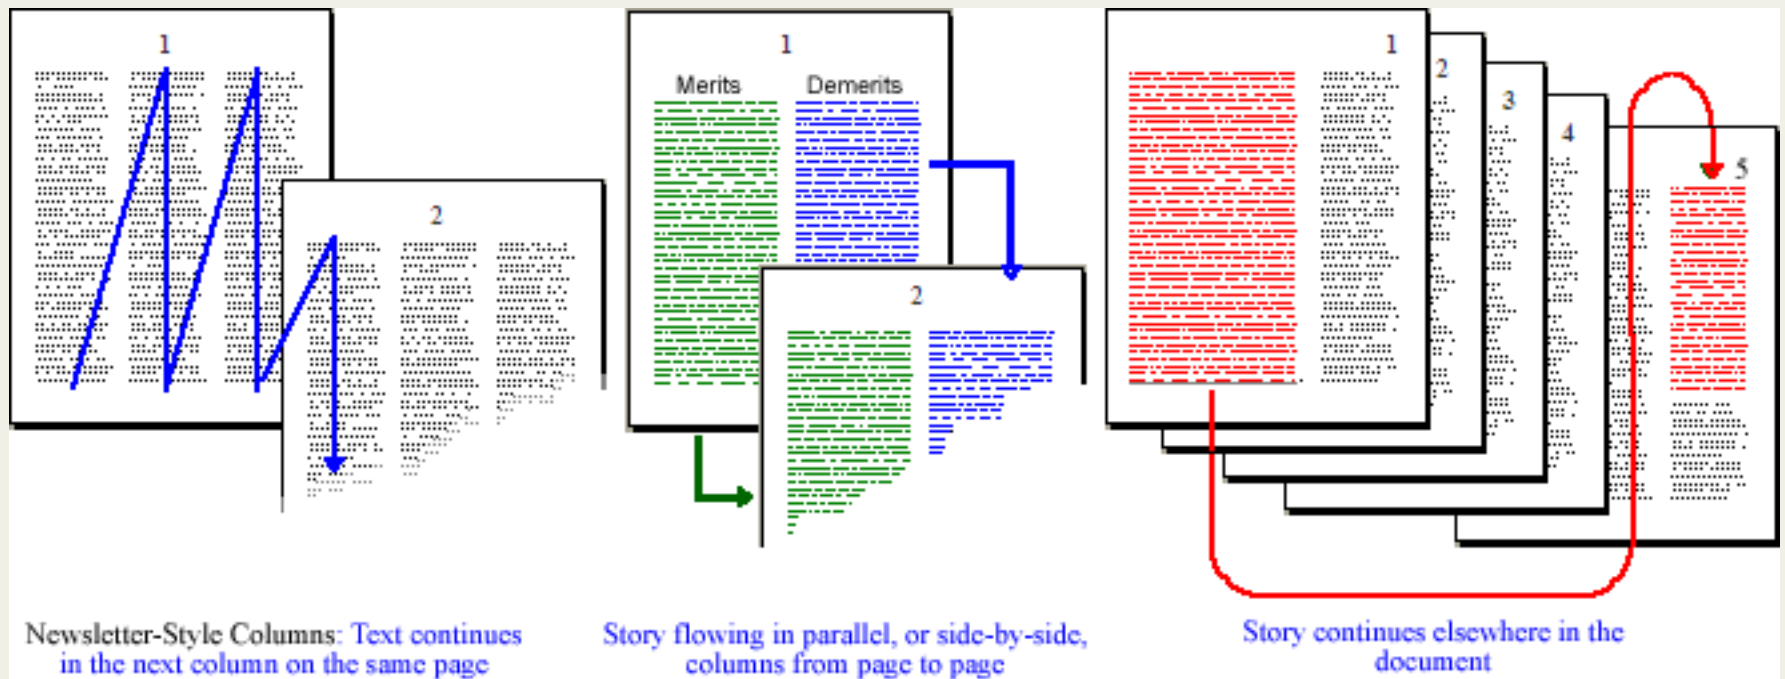 1
2
Newsletter-Style Columns: Text continues
in the next column on the same page
1
Merits Demerits
2
Story flowing in parallel, or side-by-side,
columns from page to page
1
2
3
4
5
Story continues elsewhere in the
document